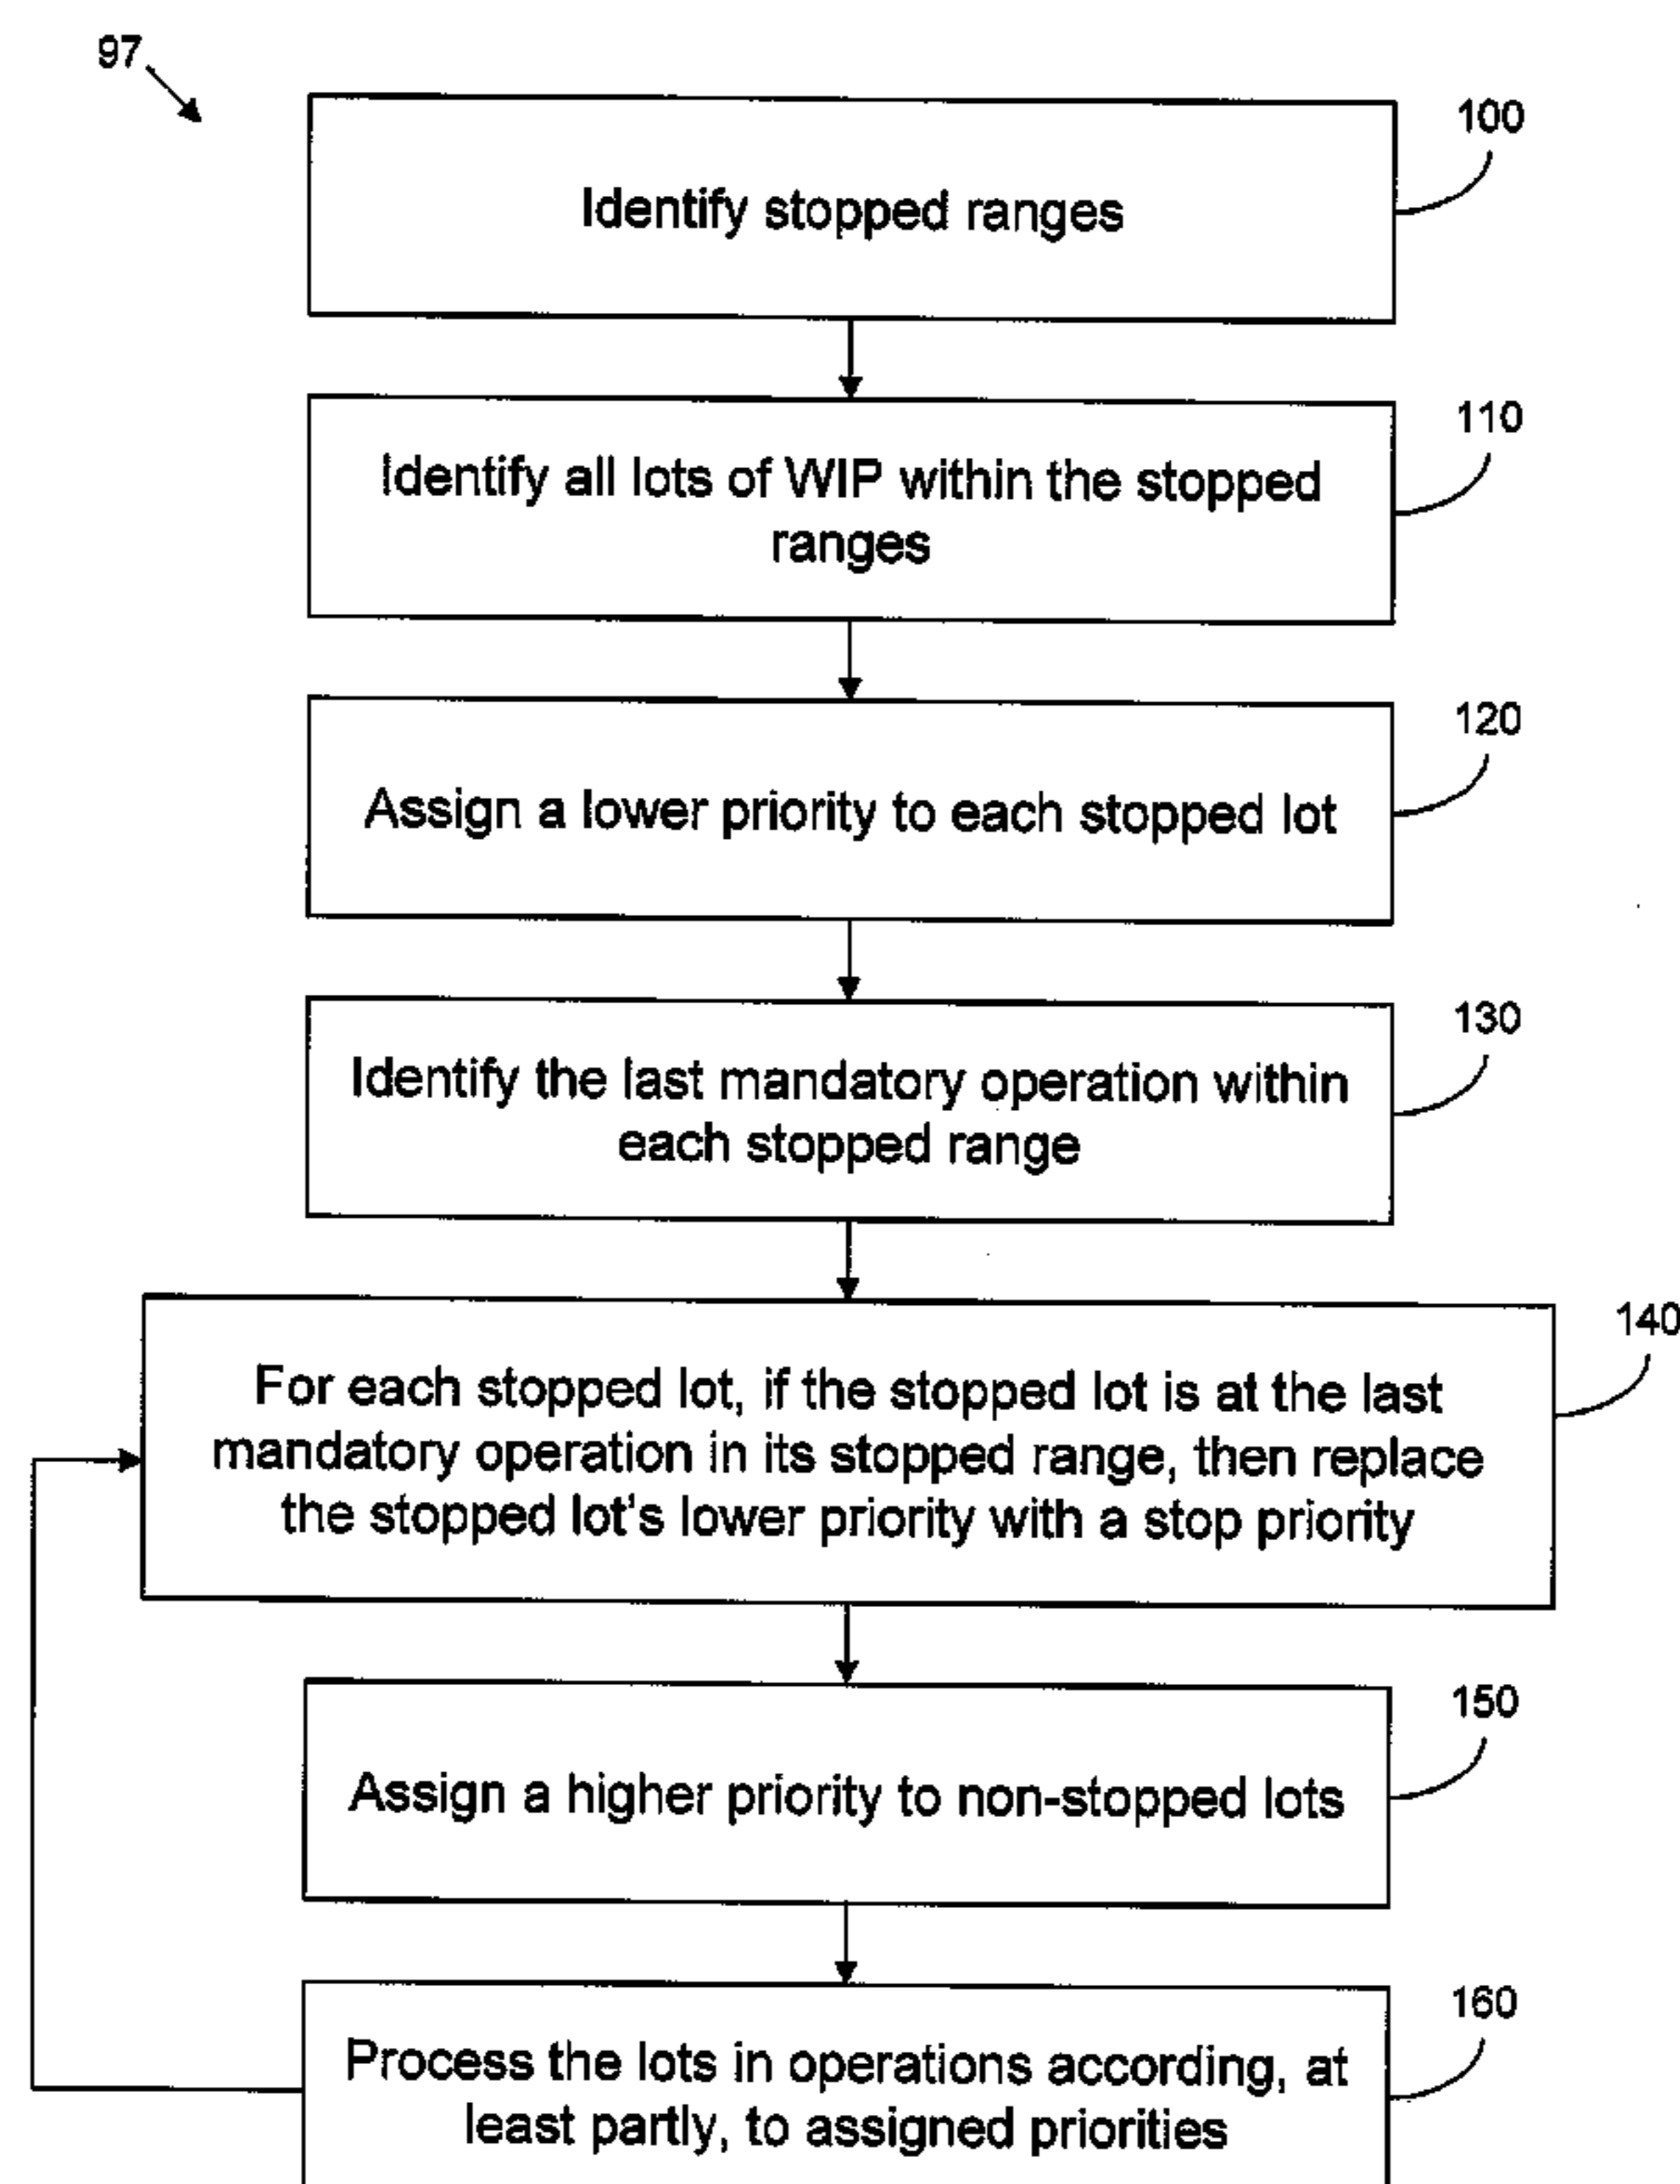 97
100
Identify stopped ranges
110
Identify all lots of WIP within the stopped
ranges
120
Assign a lower priority to each stopped lot
130
Identify the last mandatory operation within
each stopped range
140
For each stopped lot, if the stopped lot is at the last
mandatory operation in its stopped range, then replace
the stopped lot's lower priority with a stop priority
150
Assign a higher priority to non-stopped lots
160
Process the lots in operations according, at
least partly, to assigned priorities